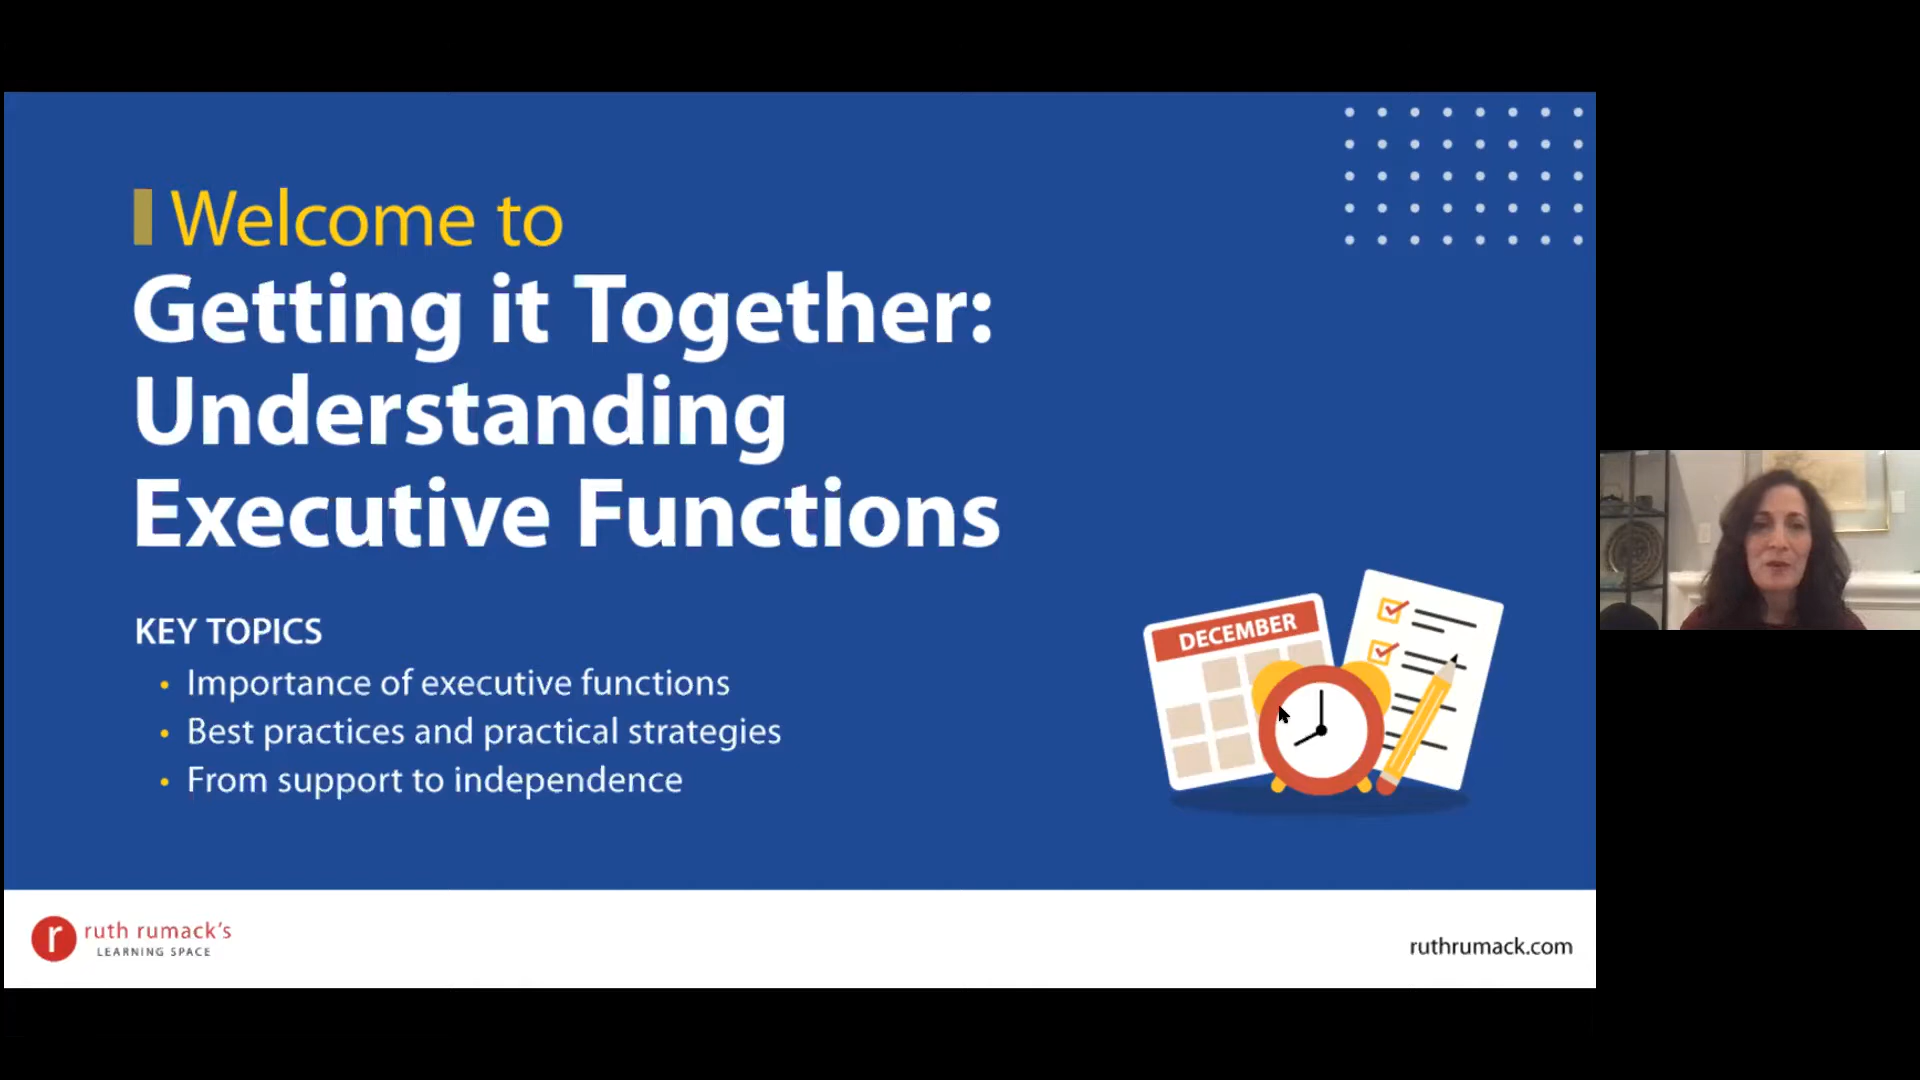 Welcome to
Getting it Together:
Understanding
Executive Functions
KEY TOPICS
• Importance of executive functions
• Best practices and practical strategies
• From support to independence
DECEMBER
r ruth rumack's
LEARNING SPACE
ruthrumack.com